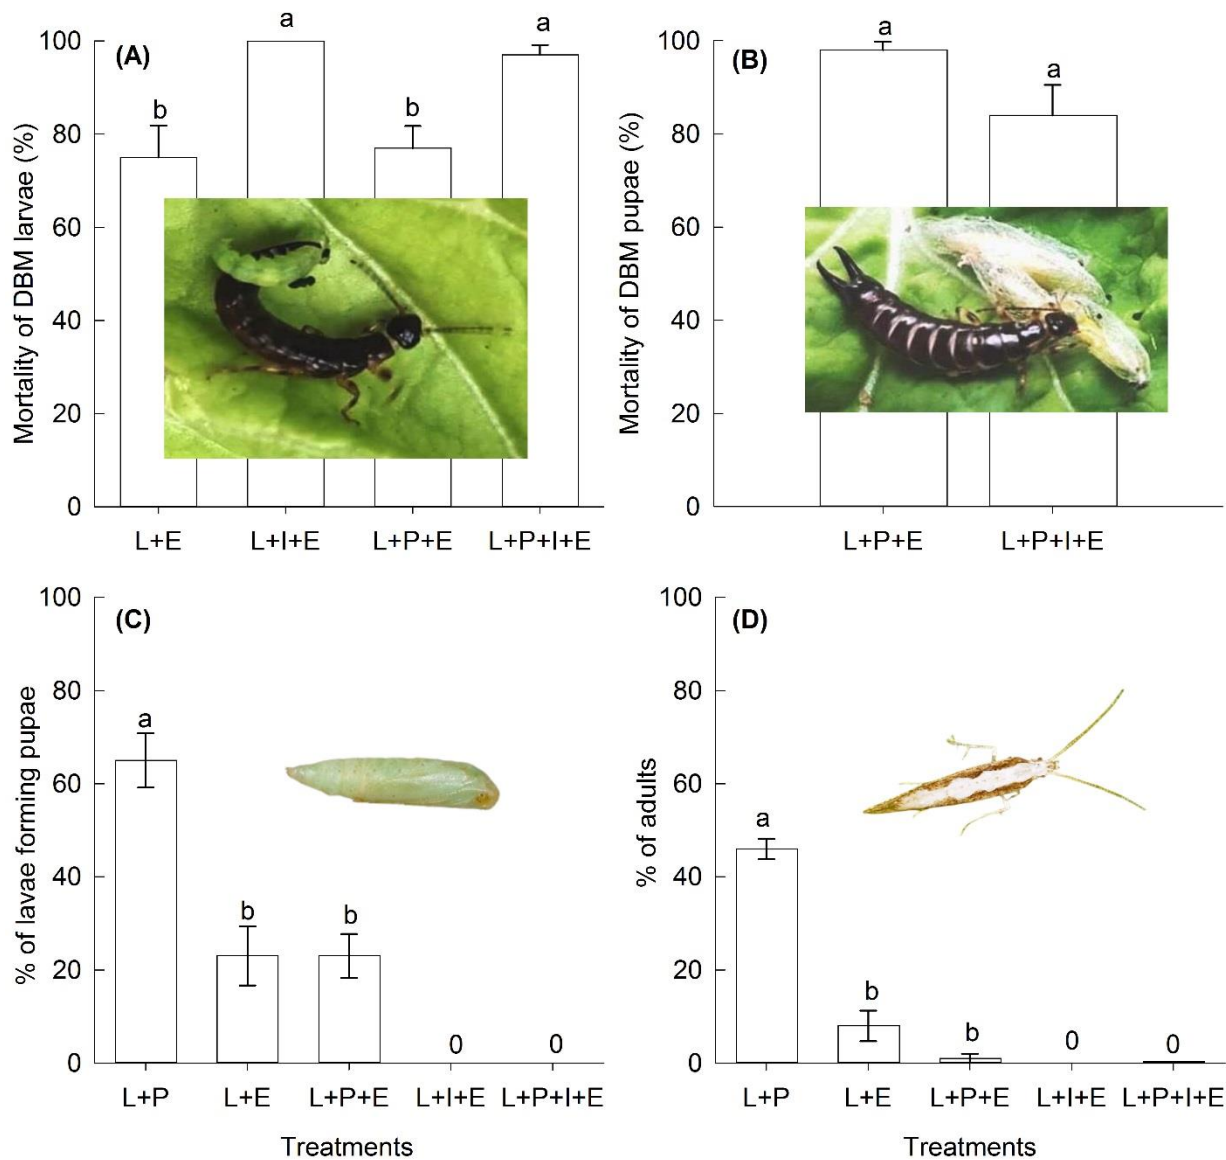 a
a
100
(A)
b
b
80
60
40
20
0
Mortality of DBM larvae (%)
L+E
L+I+E
L+P+E
L+P+I+E
a
a
100
(B)
80
60
40
20
0
Mortality of DBM pupae (%)
L+P+E
L+P+I+E
100
(C)
80
a
60
40
b
b
20
0
0
0
% of lavae forming pupae
L+P
L+E
L+P+E
L+I+E
L+P+I+E
Treatments
100
(D)
80
60
a
40
20
b
b
0
0
0
% of adults
L+P
L+E
L+P+E
L+I+E
L+P+I+E
Treatments